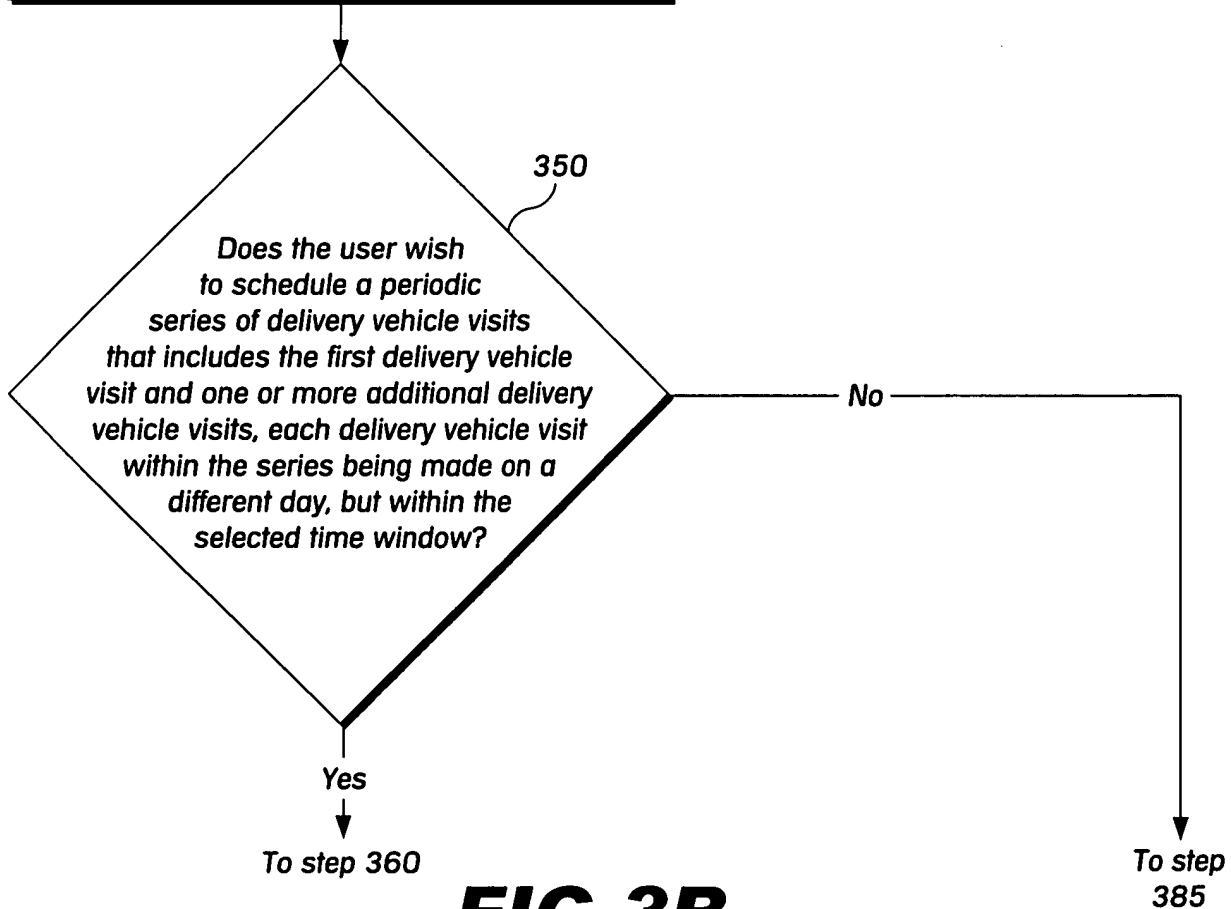 350
Does the user wish
to schedule a periodic
series of delivery vehicle visits
that includes the first delivery vehicle
visit and one or more additional delivery
vehicle visits, each delivery vehicle visit
within the series being made on a
different day, but within the
selected time window?
No
Yes
To step 360
To step
385
FIG 3B